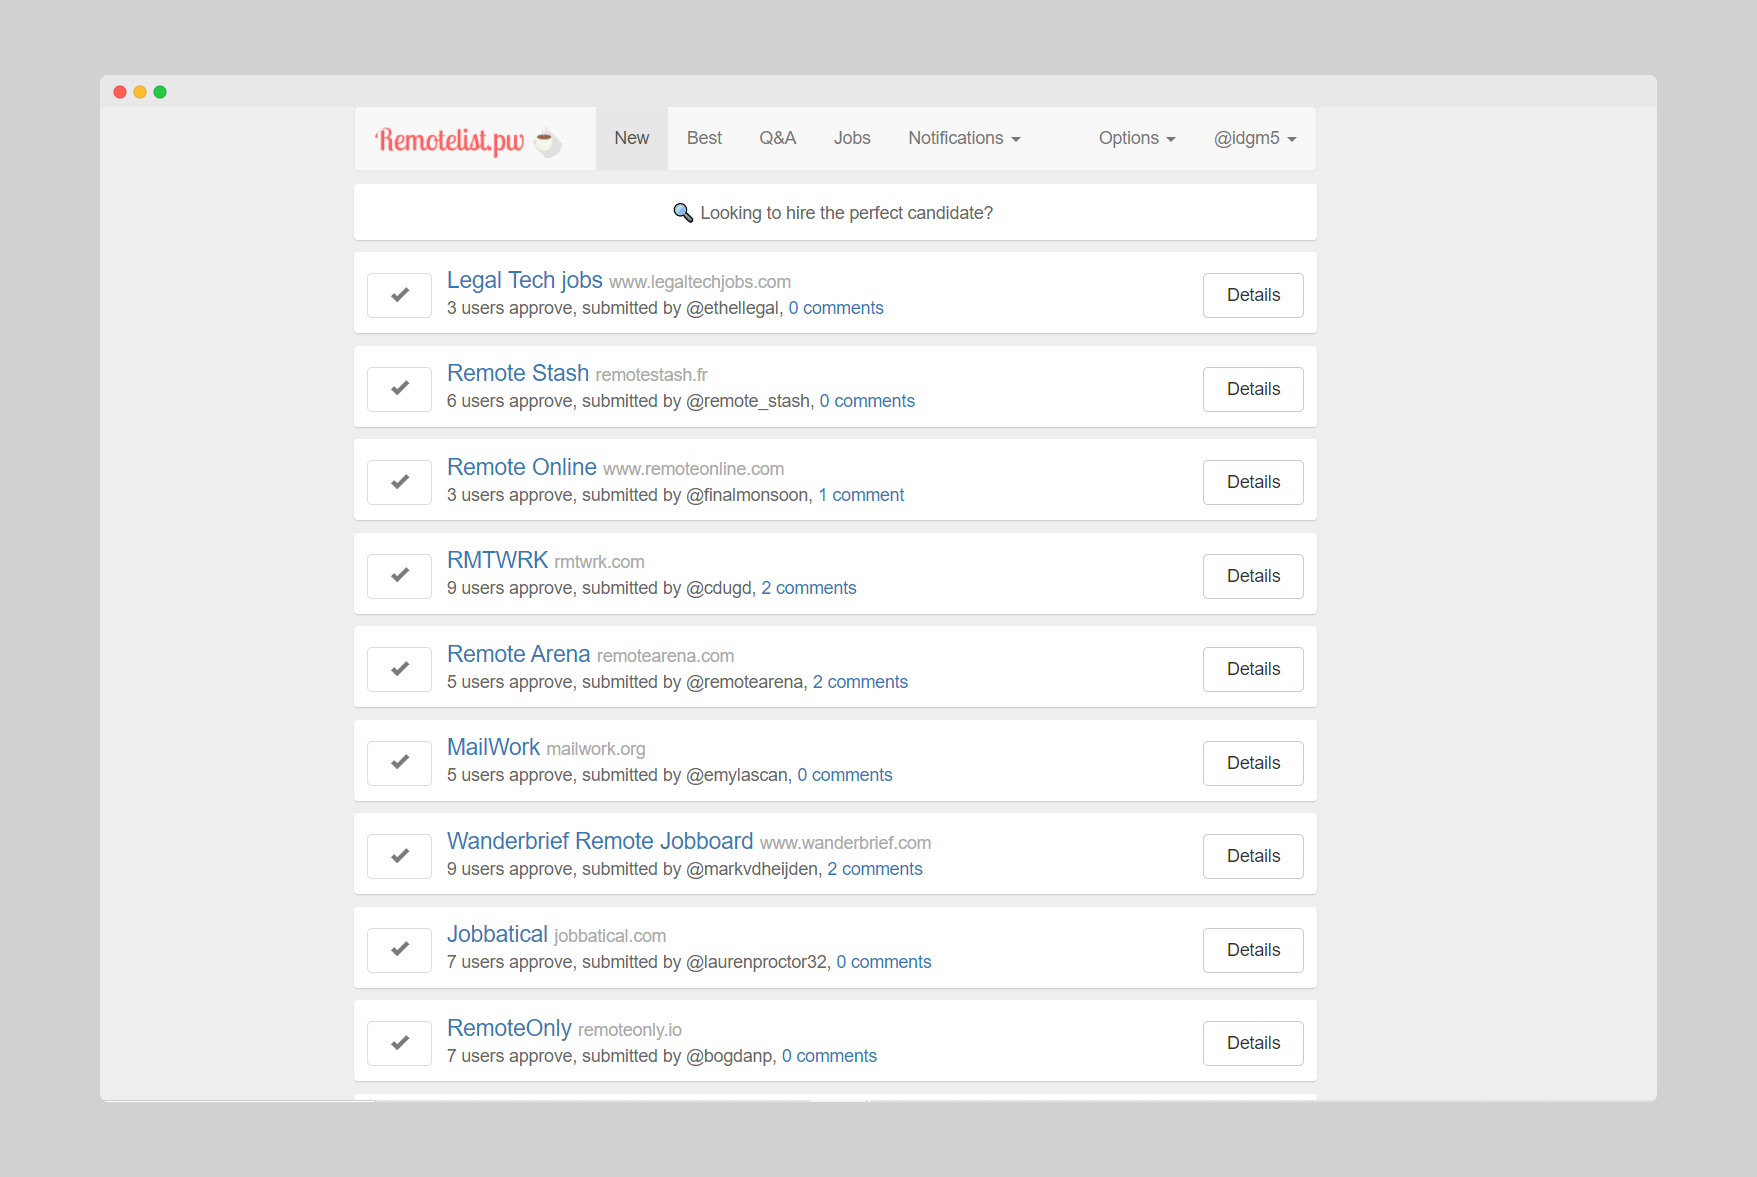 Remotelist.pw New Best Q&A Jobs Notifications Options @idgm5
Looking to hire the perfect candidate?
Legal Tech jobs www.legaltechjobs.com
3 users approve, submitted by @ethellegal, 0 comments
Details
Remote Stash remotestash.fr
6 users approve, submitted by @remote_stash, 0 comments
Details
Remote Online www.remoteonline.com
3 users approve, submitted by @finalmonsoon, 1 comment
Details
RMTWRK rmtwrk.com
9 users approve, submitted by @cdugd, 2 comments
Details
Remote Arena remotearena.com
5 users approve, submitted by @remotearena, 2 comments
Details
MailWork mailwork.org
5 users approve, submitted by @emylascan, 0 comments
Details
Wanderbrief Remote Jobboard www.wanderbrief.com
9 users approve, submitted by @markvdheijden, 2 comments
Details
Jobbatical jobbatical.com
7 users approve, submitted by @laurenproctor32, 0 comments
Details
RemoteOnly remoteonly.io
7 users approve, submitted by @bogdanp, 0 comments
Details